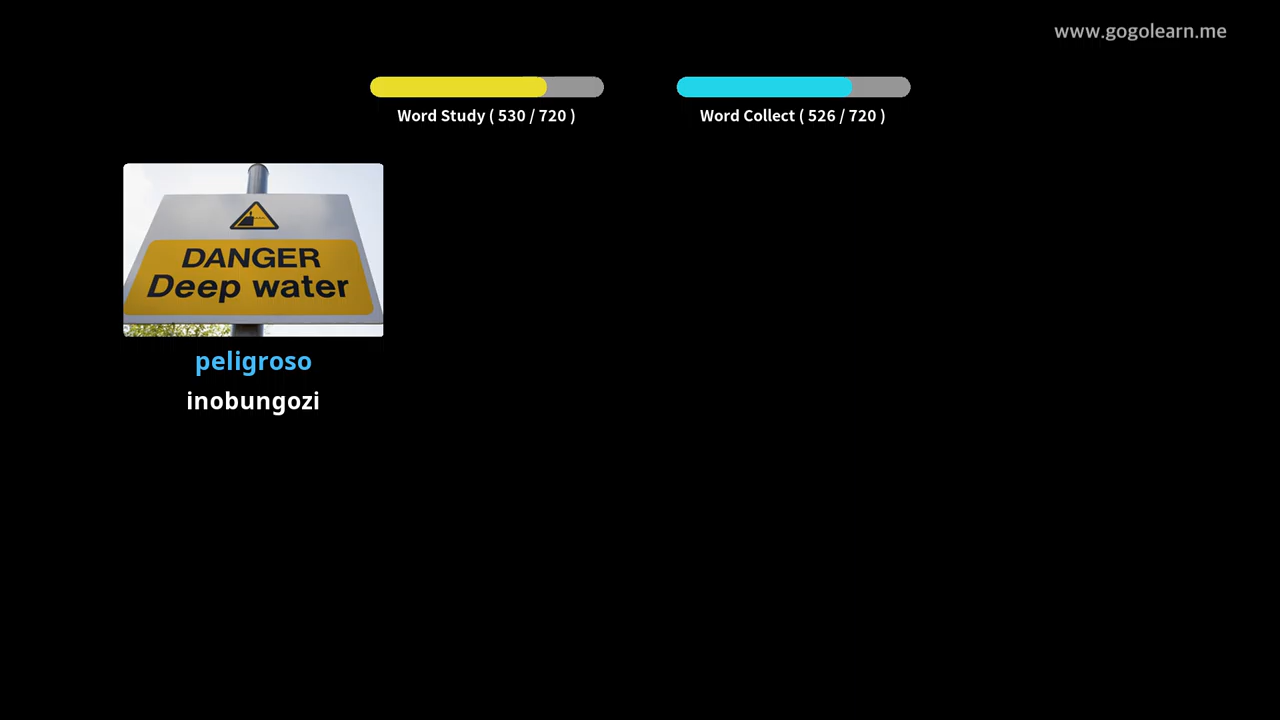 www.gogolearn.me
Word Study ( 530 / 720 )
Word Collect ( 526 / 720 )
DANGER
Deep water
peligroso
inobungozi